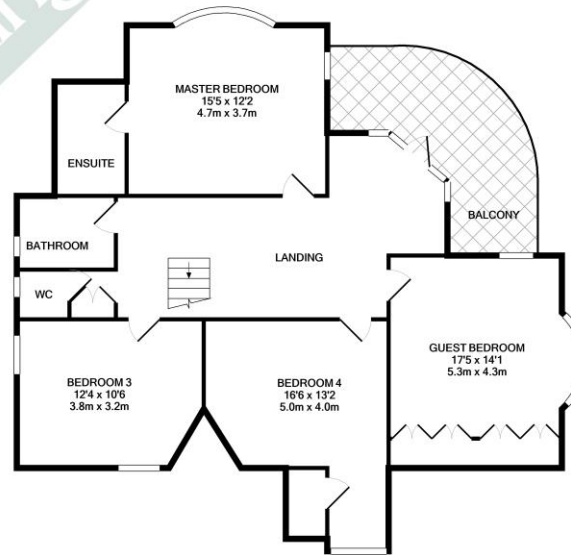 MASTER BEDROOM
15'5 x 12'2
4.7m x 3.7m
ENSUITE
BALCONY
BATHROOM
LANDING
WC
GUEST BEDROOM
17'5 x 14'1
5.3m x 4.3m
BEDROOM 3
12'4 x 10'6
3.8m x 3.2m
BEDROOM 4
16'6 x 13'2
5.0m x 4.0m